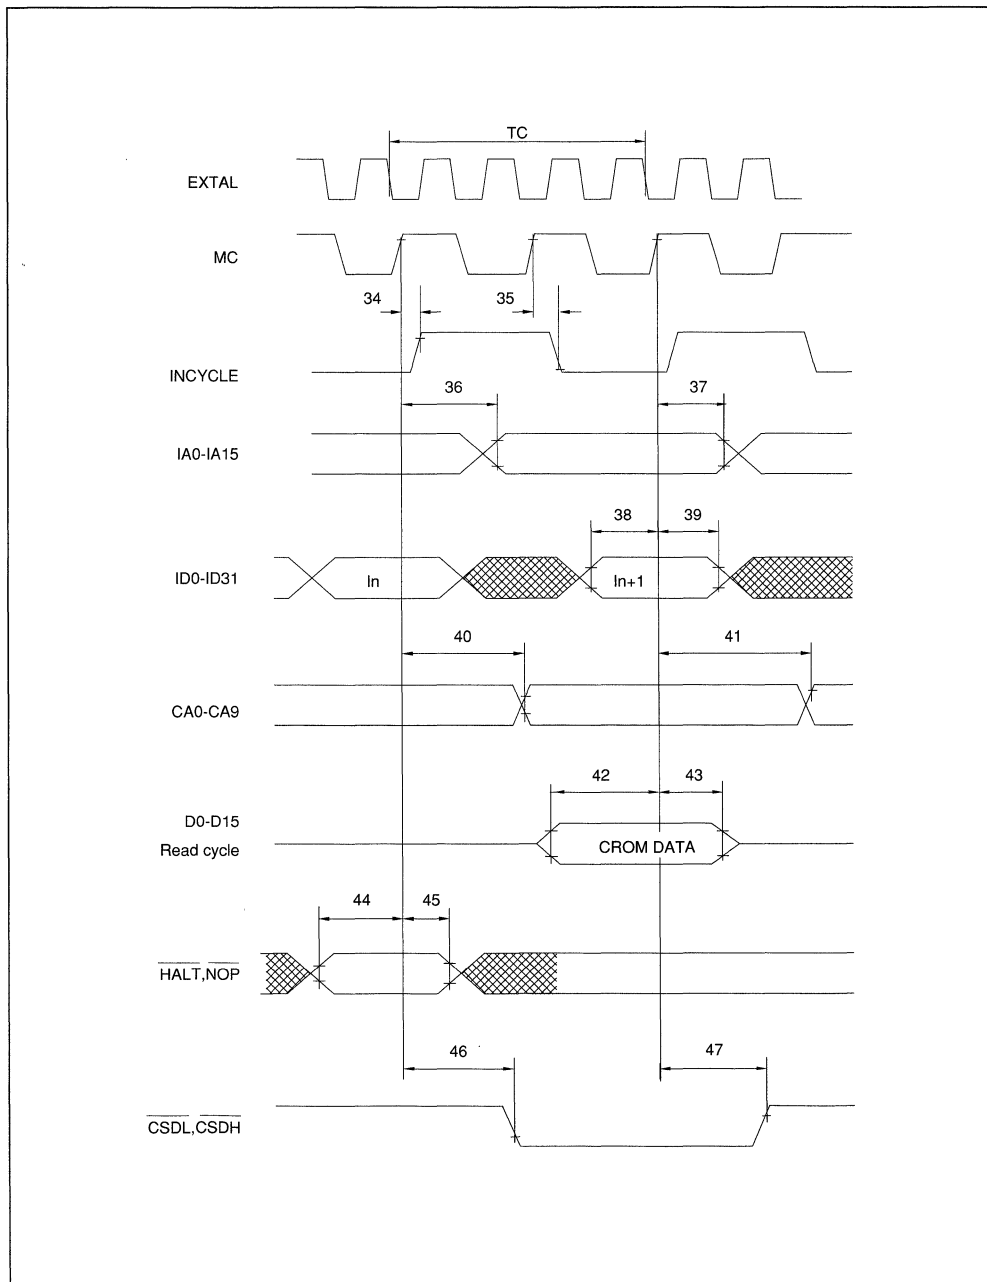 TC
EXTAL
MC
34
35
INCYCLE
36
37
IA0-IA15
38
39
ID0-ID31
In
In+1
40
41
CA0-CA9
42
43
D0-D15
Read cycle
CROM DATA
44
45
HALT,NOP
46
47
CSDL,CSDH